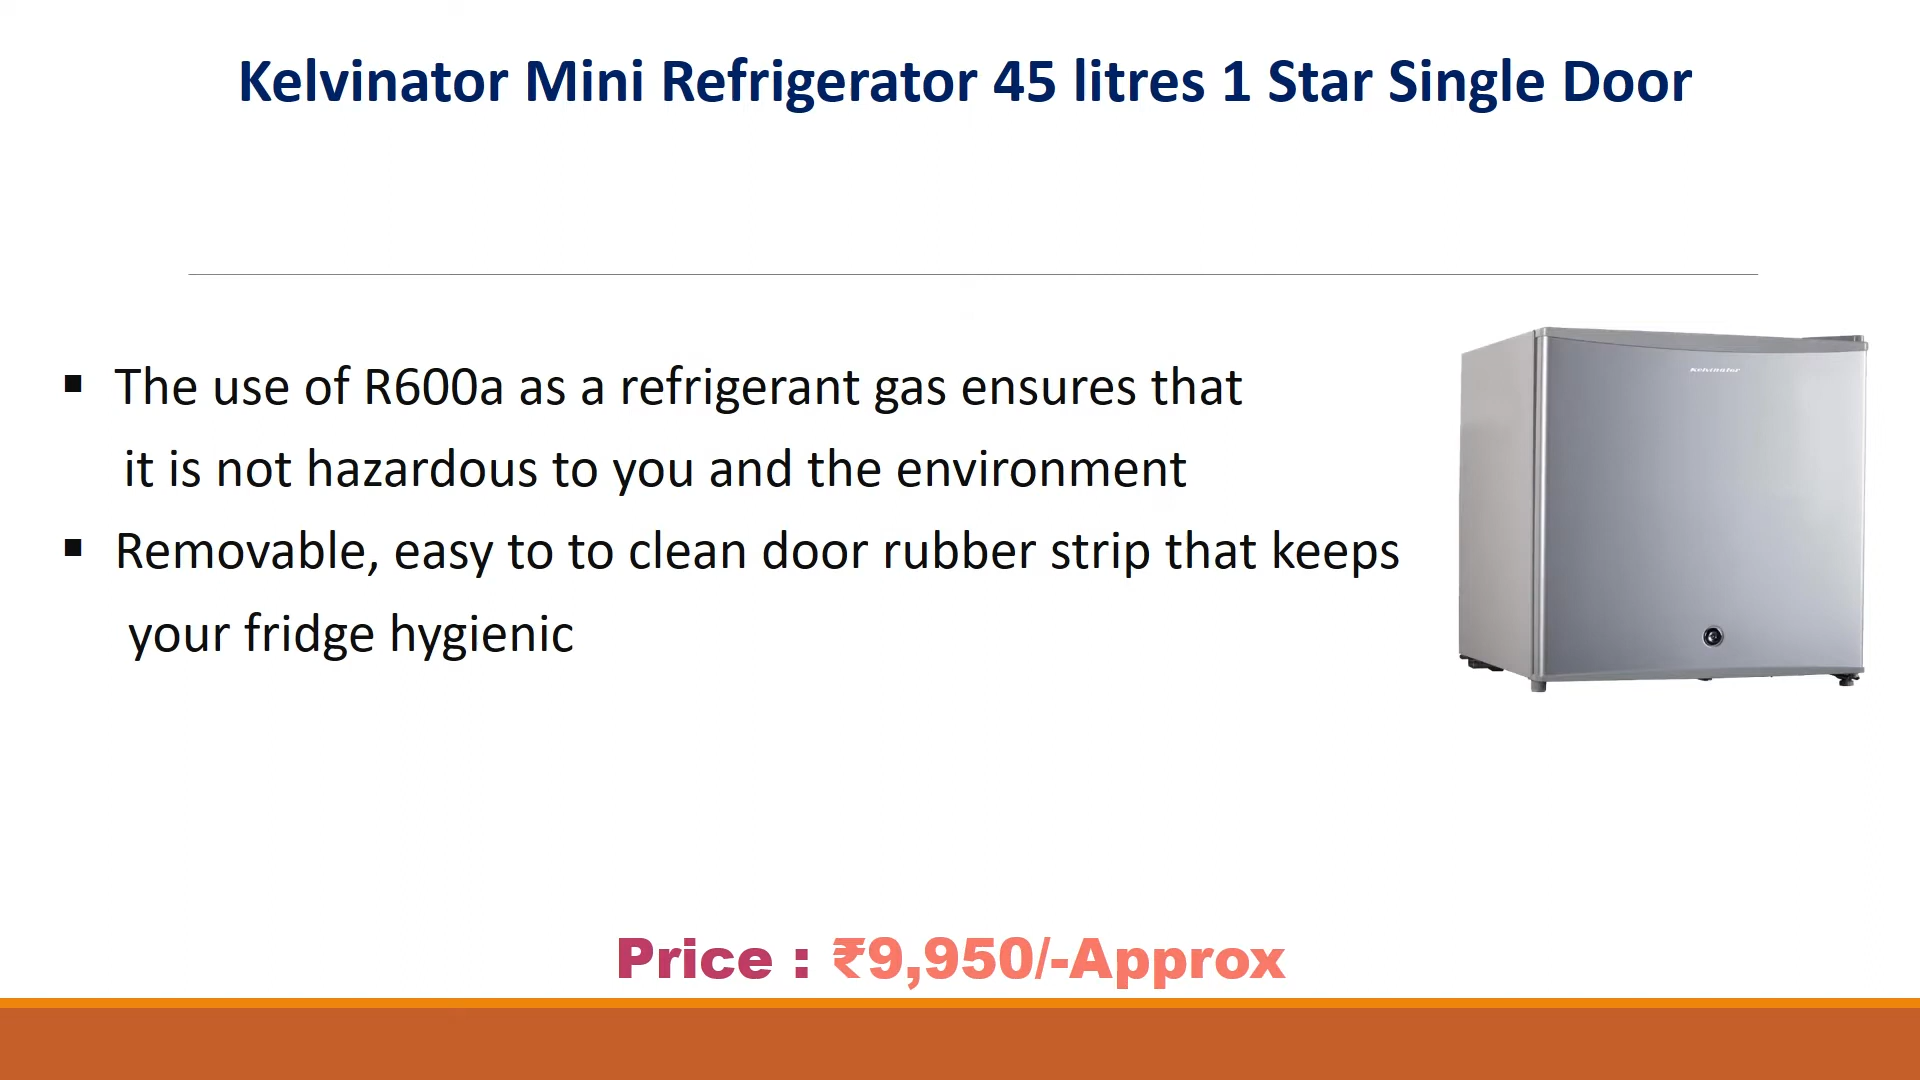 Kelvinator Mini Refrigerator 45 litres 1 Star Single Door
▪ The use of R600a as a refrigerant gas ensures that
it is not hazardous to you and the environment
▪ Removable, easy to to clean door rubber strip that keeps
your fridge hygienic
Kelvinator
Price : ₹9,950/-Approx